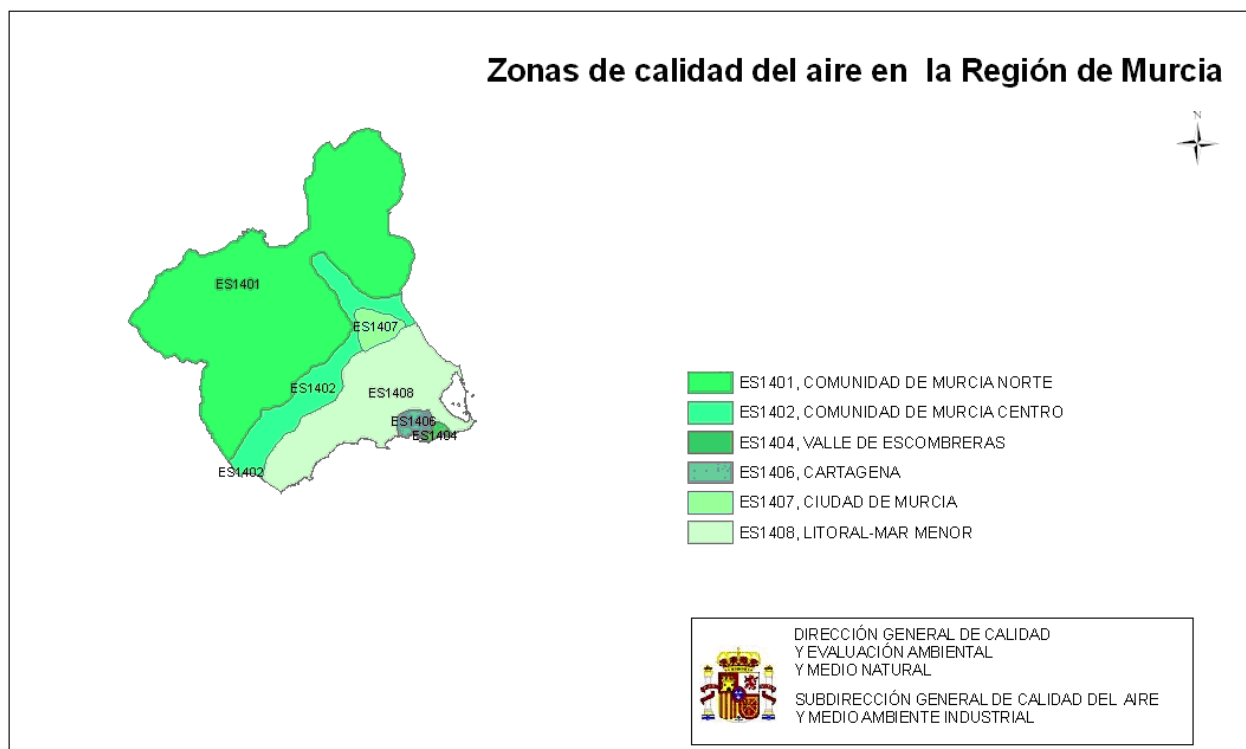 Zonas de calidad del aire en la Región de Murcia
N
ES1401
ES1407
ES1402
ES1408
ES1406
ES1404
ES1402
ES1401, COMUNIDAD DE MURCIA NORTE
ES1402, COMUNIDAD DE MURCIA CENTRO
ES1404, VALLE DE ESCOMBRERAS
ES1406, CARTAGENA
ES1407, CIUDAD DE MURCIA
ES1408, LITORAL-MAR MENOR
DIRECCIÓN GENERAL DE CALIDAD
Y EVALUACIÓN AMBIENTAL
Y MEDIO NATURAL
SUBDIRECCIÓN GENERAL DE CALIDAD DEL AIRE
Y MEDIO AMBIENTE INDUSTRIAL